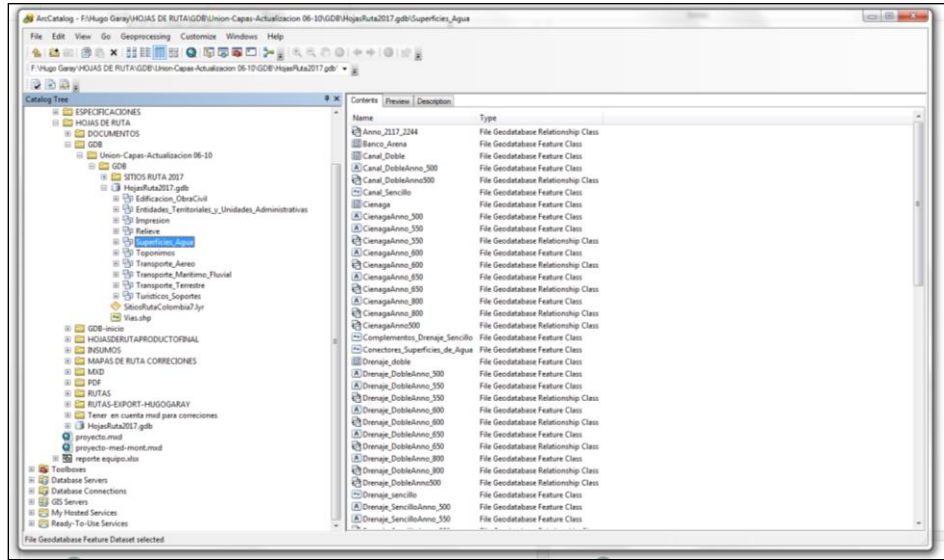 ArcCatalog - F:\Hugo Garay\HOJAS DE RUTA\GDB\Union-Capas-Actualizacion 06-10\GDB\HojasRuta2017.gdb\Superficies_Agua
File Edit View Go Geoprocessing Customize Windows Help
F:\Hugo Garay\HOJAS DE RUTA\GDB\Union-Capas-Actualizacion 06-10\GDB\HojasRuta2017.gdb\
Catalog Tree
ESPECIFICACIONES
HOJAS DE RUTA
DOCUMENTOS
GDB
Union-Capas-Actualizacion 06-10
GDB
SITIOS RUTA 2017
HojasRuta2017.gdb
Edificacion_ObraCivil
Entidades_Territoriales_y_Unidades_Administrativas
Impresion
Relieve
Superficies_Agua
Toponimos
Transporte_Aereo
Transporte_Maritimo_Fluvial
Transporte_Terrestre
Turisticos_Soportes
SitiosRutaColombia7.lyr
Vias.shp
GDB-inicio
HOJASDERUTAPRODUCTOFINAL
INSUMOS
MAPAS DE RUTA CORRECIONES
MXD
PDF
RUTAS
RUTAS-EXPORT-HUGOGARAY
Tener en cuenta mxd para correciones
HojasRuta2017.gdb
proyecto.mxd
proyecto-med-mont.mxd
reporte equipo.xlsx
Toolboxes
Database Servers
Database Connections
GIS Servers
My Hosted Services
Ready-To-Use Services
Contents Preview Description
Name Type
Anno_2117_2244 File Geodatabase Relationship Class
Banco_Arena File Geodatabase Feature Class
Canal_Doble File Geodatabase Feature Class
Canal_DobleAnno_500 File Geodatabase Feature Class
Canal_DobleAnno500 File Geodatabase Relationship Class
Canal_Sencillo File Geodatabase Feature Class
Cienaga File Geodatabase Feature Class
CienagaAnno_500 File Geodatabase Feature Class
CienagaAnno_550 File Geodatabase Feature Class
CienagaAnno_550 File Geodatabase Relationship Class
CienagaAnno_600 File Geodatabase Feature Class
CienagaAnno_600 File Geodatabase Relationship Class
CienagaAnno_650 File Geodatabase Feature Class
CienagaAnno_650 File Geodatabase Relationship Class
CienagaAnno_800 File Geodatabase Feature Class
CienagaAnno_800 File Geodatabase Relationship Class
CienagaAnno500 File Geodatabase Relationship Class
Complementos_Drenaje_Sencillo File Geodatabase Feature Class
Conectores_Superficies_de_Agua File Geodatabase Feature Class
Drenaje_doble File Geodatabase Feature Class
Drenaje_DobleAnno_500 File Geodatabase Feature Class
Drenaje_DobleAnno_550 File Geodatabase Feature Class
Drenaje_DobleAnno_550 File Geodatabase Relationship Class
Drenaje_DobleAnno_600 File Geodatabase Feature Class
Drenaje_DobleAnno_600 File Geodatabase Relationship Class
Drenaje_DobleAnno_650 File Geodatabase Feature Class
Drenaje_DobleAnno_650 File Geodatabase Relationship Class
Drenaje_DobleAnno_800 File Geodatabase Feature Class
Drenaje_DobleAnno_800 File Geodatabase Relationship Class
Drenaje_DobleAnno500 File Geodatabase Relationship Class
Drenaje_sencillo File Geodatabase Feature Class
Drenaje_SencilloAnno_500 File Geodatabase Feature Class
Drenaje_SencilloAnno_550 File Geodatabase Feature Class
File Geodatabase Feature Dataset selected